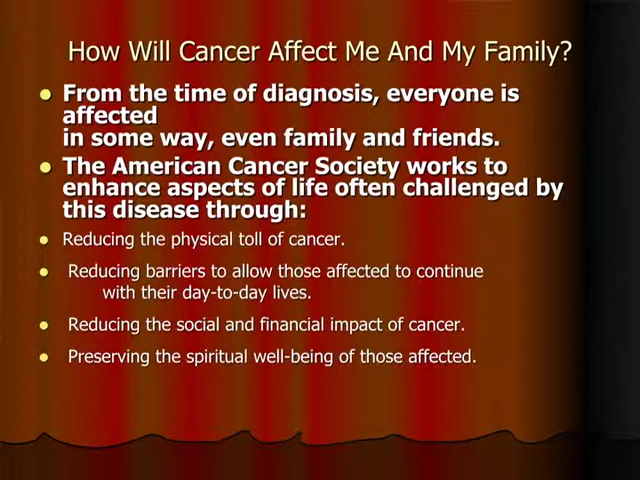 How Will Cancer Affect Me And My Family?
From the time of diagnosis, everyone is
affected
in some way, even family and friends.
The American Cancer Society works to
enhance aspects of life often challenged by
this disease through:
Reducing the physical toll of cancer.
Reducing barriers to allow those affected to continue
with their day-to-day lives.
Reducing the social and financial impact of cancer.
Preserving the spiritual well-being of those affected.